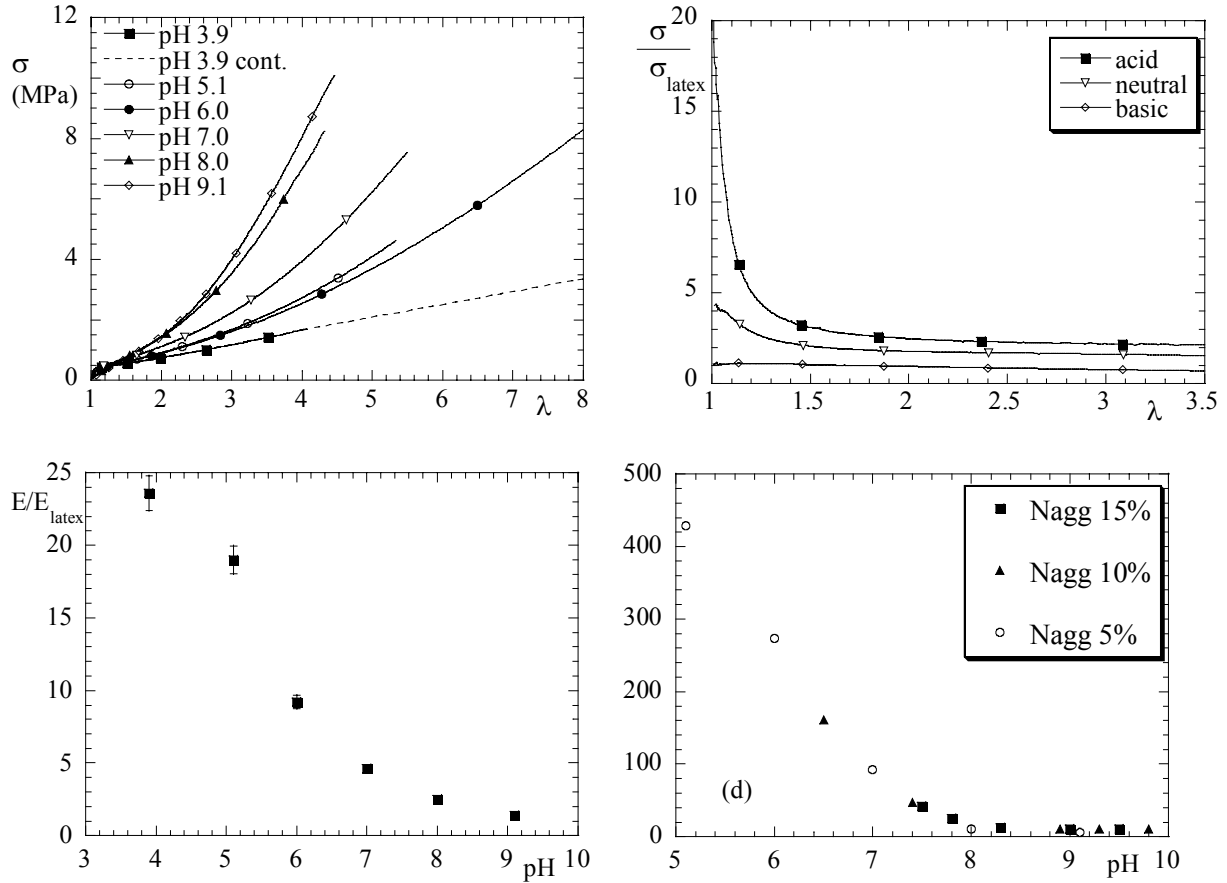 12
σ
(MPa)
8
4
0
pH 3.9
pH 3.9 cont.
pH 5.1
pH 6.0
pH 7.0
pH 8.0
pH 9.1
1 2 3 4 5 6 7 8
λ
20
σ
σlatex
15
10
5
0
acid
neutral
basic
1 1.5 2 2.5 3 3.5
λ
25
E/Elatex
20
15
10
5
0
3 4 5 6 7 8 9 10
pH
500
400
300
200
100
0
Nagg 15%
Nagg 10%
Nagg 5%
(d)
5 6 7 8 9 10
pH